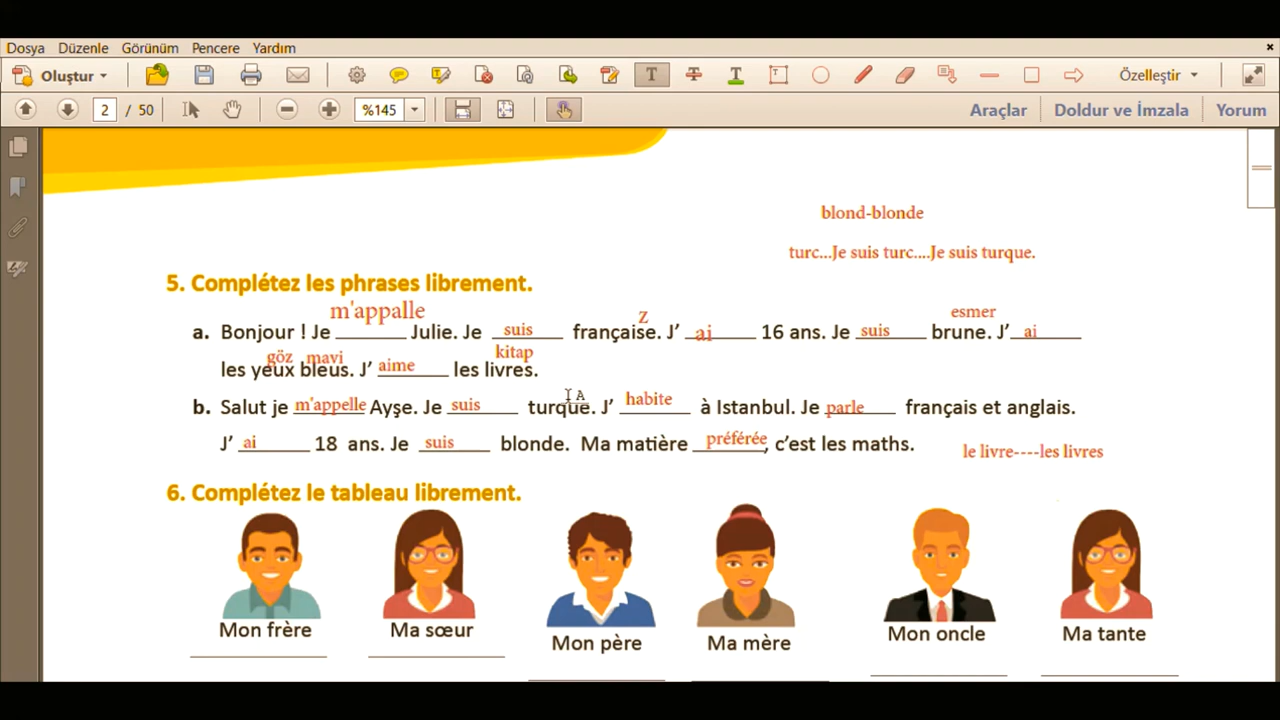 Dosya Düzenle Görünüm Pencere Yardım
Oluştur
Özelleştir
2 / 50
%145
Araçlar Doldur ve İmzala Yorum
blond-blonde
turc...Je suis turc....Je suis turque.
5. Complétez les phrases librement.
m'appalle z esmer
a. Bonjour ! Je ______ Julie. Je suis française. J’ ai 16 ans. Je suis brune. J’ ai
göz mavi kitap
les yeux bleus. J’ aime les livres.
b. Salut je m'appelle Ayşe. Je suis turque. J’ habite à Istanbul. Je parle français et anglais.
J’ ai 18 ans. Je suis blonde. Ma matière préférée, c’est les maths.
le livre----les livres
6. Complétez le tableau librement.
Mon frère Ma sœur Mon père Ma mère Mon oncle Ma tante